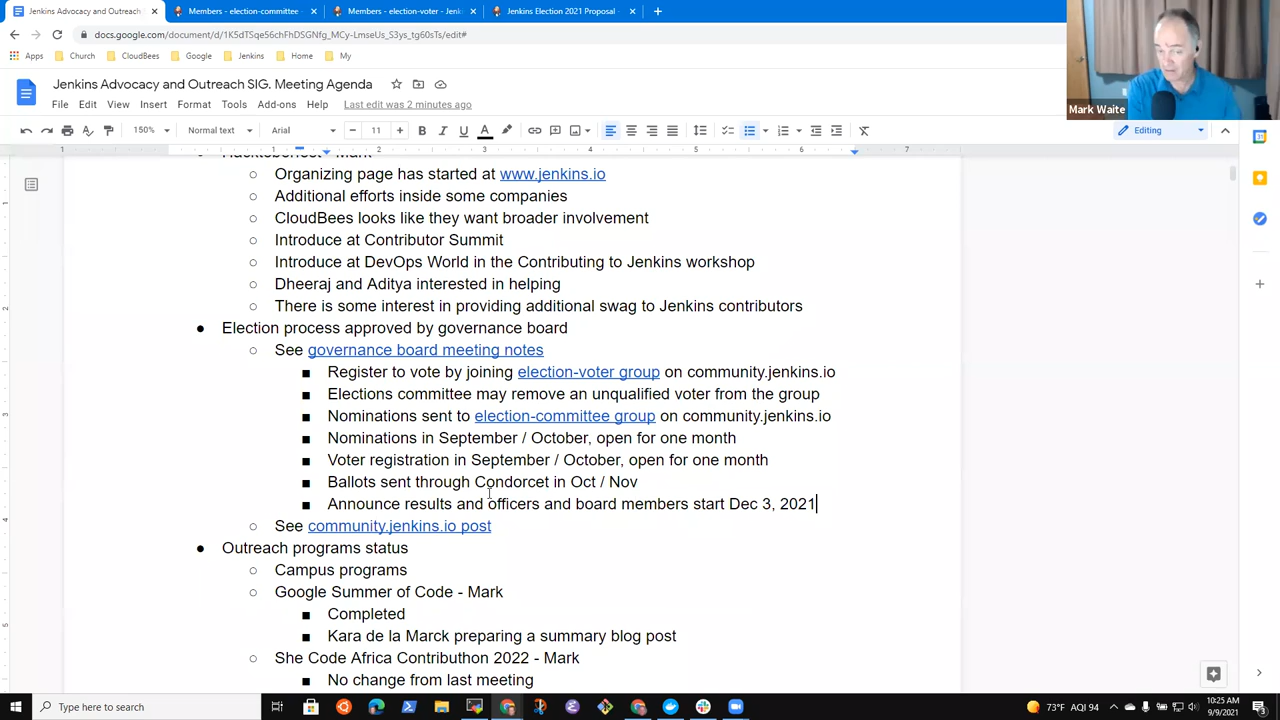 Jenkins Advocacy and Outreach S
Members - election-committee -
Members - election-voter - Jenk
Jenkins Election 2021 Proposal -
docs.google.com/document/d/1K5dTSqe56chFhDSGNfg_MCy-LmseUs_S3ys_tg60sTs/edit#
Apps
Church
CloudBees
Google
Jenkins
Home
My
Mark Waite
Jenkins Advocacy and Outreach SIG. Meeting Agenda
File Edit View Insert Format Tools Add-ons Help Last edit was 2 minutes ago
150% Normal text Arial 11 Editing
1 1 2 3 4 5 6 7
Organizing page has started at www.jenkins.io
Additional efforts inside some companies
CloudBees looks like they want broader involvement
Introduce at Contributor Summit
Introduce at DevOps World in the Contributing to Jenkins workshop
Dheeraj and Aditya interested in helping
There is some interest in providing additional swag to Jenkins contributors
Election process approved by governance board
See governance board meeting notes
Register to vote by joining election-voter group on community.jenkins.io
Elections committee may remove an unqualified voter from the group
Nominations sent to election-committee group on community.jenkins.io
Nominations in September / October, open for one month
Voter registration in September / October, open for one month
Ballots sent through Condorcet in Oct / Nov
Announce results and officers and board members start Dec 3, 2021
See community.jenkins.io post
Outreach programs status
Campus programs
Google Summer of Code - Mark
Completed
Kara de la Marck preparing a summary blog post
She Code Africa Contributhon 2022 - Mark
No change from last meeting
Type here to search
73°F AQI 94
10:25 AM
9/9/2021